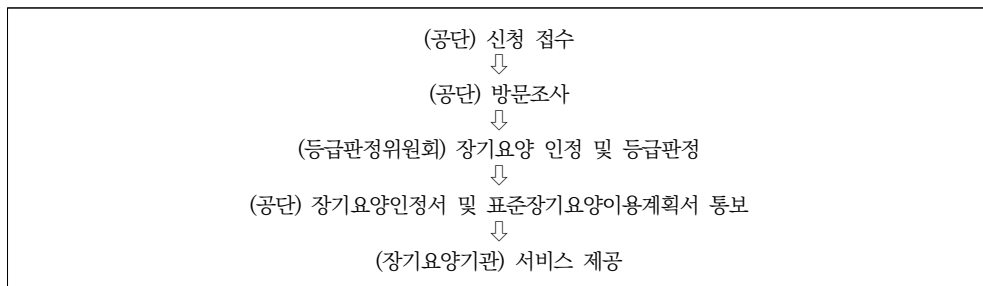 (공단) 신청 접수
⇩
(공단) 방문조사
⇩
(등급판정위원회) 장기요양 인정 및 등급판정
⇩
(공단) 장기요양인정서 및 표준장기요양이용계획서 통보
⇩
(장기요양기관) 서비스 제공